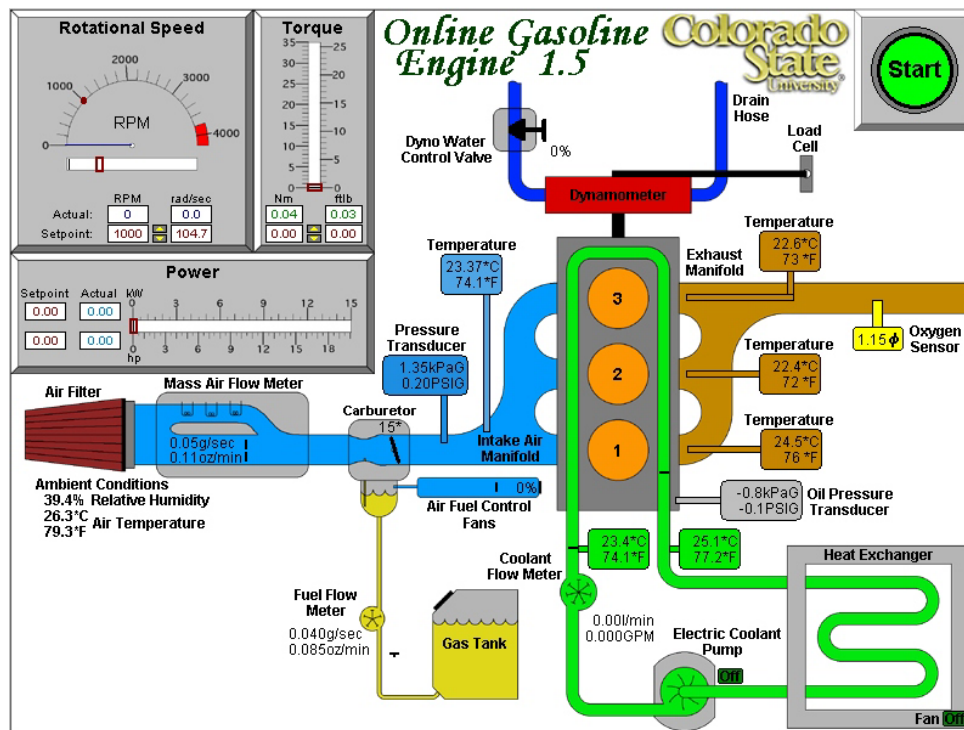 Rotational Speed
0
1000
2000
3000
4000
RPM
RPM rad/sec
Actual: 0 0.0
Setpoint: 1000 104.7
Torque
35
30
25
20
15
10
5
0
25
20
15
10
5
0
Nm ftlb
0.04 0.03
0.00 0.00
Online Gasoline
Engine 1.5
Colorado
State
University
Start
Power
Setpoint Actual kW
0 3 6 9 12 15
0.00 0.00
0.00 0.00
0 3 6 9 12 15 18
hp
Dyno Water
Control Valve
0%
Drain
Hose
Load
Cell
Dynamometer
Temperature
23.37*C
74.1*F
Exhaust
Manifold
Temperature
22.6*C
73 *F
Pressure
Transducer
1.35kPaG
0.20PSIG
3
2
1
1.15ϕ
Oxygen
Sensor
Temperature
22.4*C
72 *F
Temperature
24.5*C
76 *F
Air Filter
Mass Air Flow Meter
0.05g/sec
0.11oz/min
Carburetor
15*
Intake Air
Manifold
Ambient Conditions
39.4% Relative Humidity
26.3*C
79.3*F
Air Temperature
0%
Air Fuel Control
Fans
-0.8kPaG
-0.1PSIG
Oil Pressure
Transducer
23.4*C
74.1*F
25.1*C
77.2*F
Coolant
Flow Meter
0.00l/min
0.000GPM
Heat Exchanger
Fuel Flow
Meter
0.040g/sec
0.085oz/min
Gas Tank
Electric Coolant
Pump
Off
Fan Off